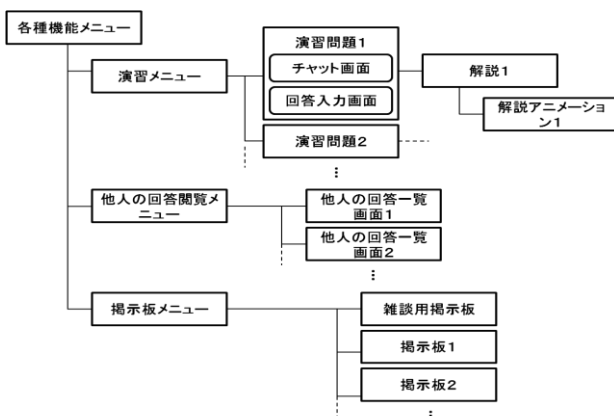 各種機能メニュー
演習メニュー
演習問題1
チャット画面
回答入力画面
解説1
解説アニメーショ
ン1
演習問題2
⋮
他人の回答閲覧メ
ニュー
他人の回答一覧
画面1
他人の回答一覧
画面2
⋮
掲示板メニュー
雑談用掲示板
掲示板1
掲示板2
⋮